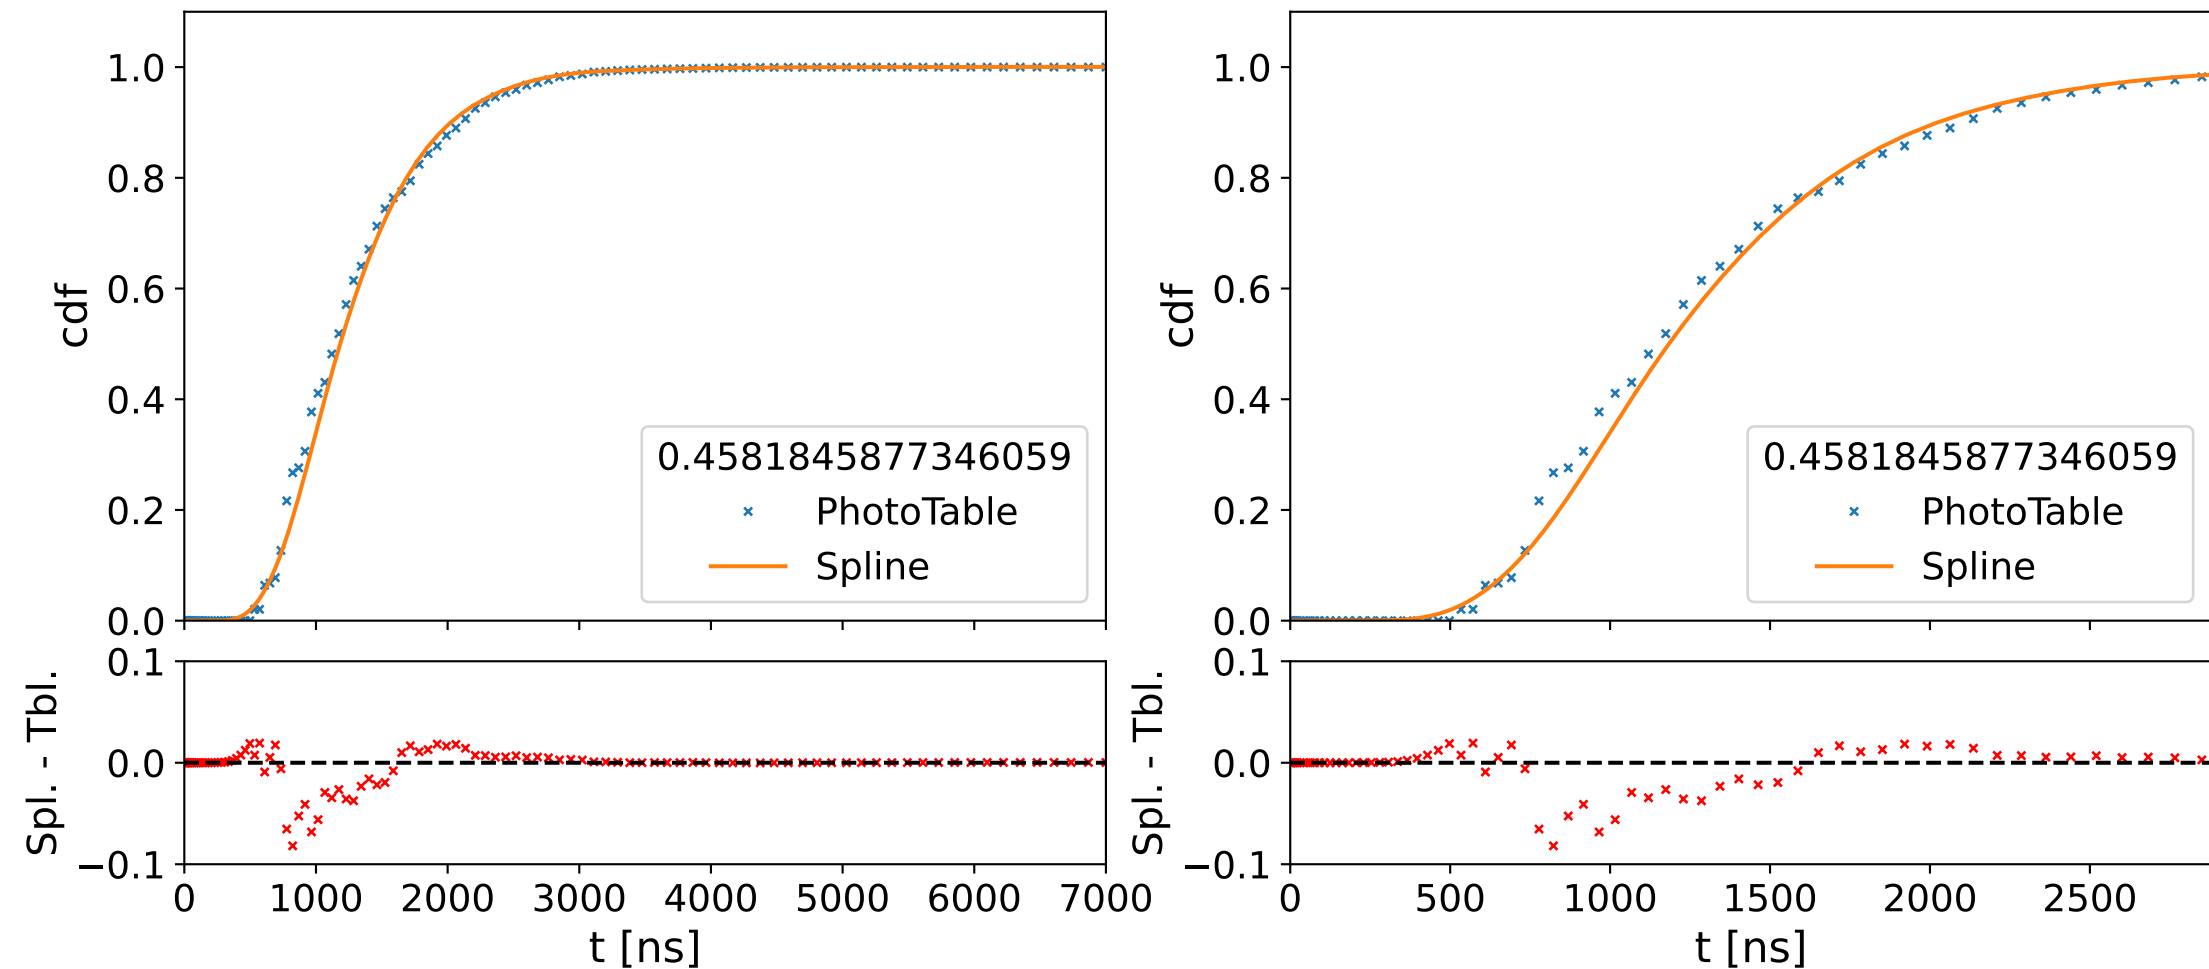 cdf
1.0
0.8
0.6
0.4
0.2
0.0
0.4581845877346059
PhotoTable
Spline
Spl. - Tbl.
0.1
0.0
−0.1
0 1000 2000 3000 4000 5000 6000 7000
t [ns]
cdf
1.0
0.8
0.6
0.4
0.2
0.0
0.4581845877346059
PhotoTable
Spline
Spl. - Tbl.
0.1
0.0
−0.1
0 500 1000 1500 2000 2500
t [ns]